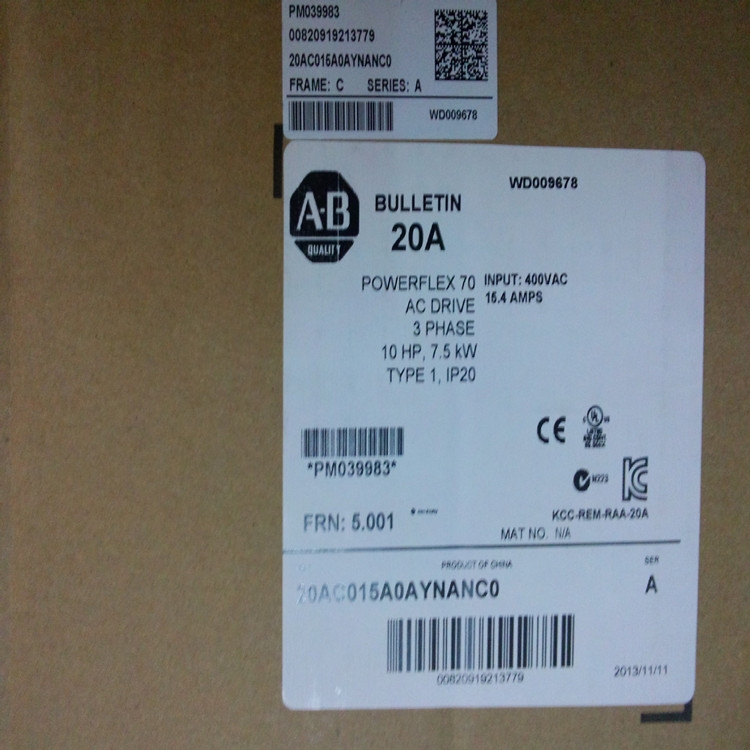 PM039983
00820919213779
20AC015A0AYNANC0
FRAME: C SERIES: A
WD009678
WD009678
A-B
QUALITY
BULLETIN
20A
POWERFLEX 70
AC DRIVE
3 PHASE
10 HP, 7.5 kW
TYPE 1, IP20
INPUT: 400VAC
15.4 AMPS
*PM039983*
CE
UL
LISTED
N223
FRN: 5.001
KCC-REM-RAA-20A
MAT NO. N/A
PRODUCT OF CHINA
SER
20AC015A0AYNANC0
A
00820919213779
2013/11/11